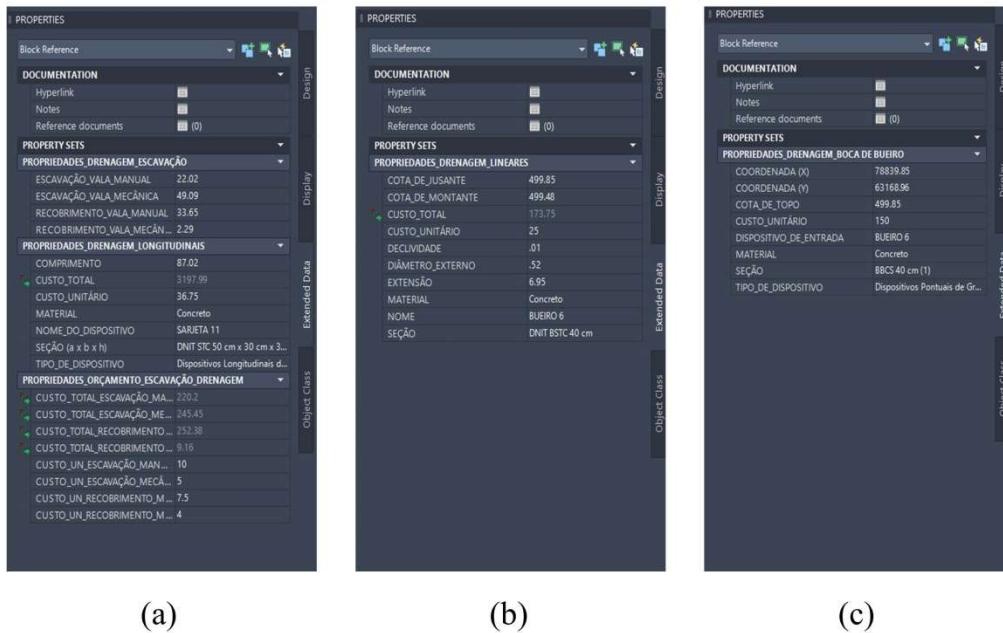 PROPERTIES
Block Reference
DOCUMENTATION
Hyperlink
Notes
Reference documents (0)
PROPERTY SETS
PROPRIEDADES_DRENAGEM_ESCAVAÇÃO
ESCAVAÇÃO_VALA_MANUAL 22.02
ESCAVAÇÃO_VALA_MECÂNICA 49.09
RECOBRIMENTO_VALA_MANUAL 33.65
RECOBRIMENTO_VALA_MECÂN... 2.29
PROPRIEDADES_DRENAGEM_LONGITUDINAIS
COMPRIMENTO 87.02
CUSTO_TOTAL 3197.99
CUSTO_UNITÁRIO 36.75
MATERIAL Concreto
NOME_DO_DISPOSITIVO SARJETA 11
SEÇÃO (a x b x h) DNIT STC 50 cm x 30 cm x 3...
TIPO_DE_DISPOSITIVO Dispositivos Longitudinais d...
PROPRIEDADES_ORÇAMENTO_ESCAVAÇÃO_DRENAGEM
CUSTO_TOTAL_ESCAVAÇÃO_MA... 220.2
CUSTO_TOTAL_ESCAVAÇÃO_ME... 245.45
CUSTO_TOTAL_RECOBRIMENTO... 252.38
CUSTO_TOTAL_RECOBRIMENTO... 9.16
CUSTO_UN_ESCAVAÇÃO_MAN... 10
CUSTO_UN_ESCAVAÇÃO_MECÂ... 5
CUSTO_UN_RECOBRIMENTO_M... 7.5
CUSTO_UN_RECOBRIMENTO_M... 4
Design
Display
Extended Data
Object Class
(a)
PROPERTIES
Block Reference
DOCUMENTATION
Hyperlink
Notes
Reference documents (0)
PROPERTY SETS
PROPRIEDADES_DRENAGEM_LINEARES
COTA_DE_JUSANTE 499.85
COTA_DE_MONTANTE 499.48
CUSTO_TOTAL 173.75
CUSTO_UNITÁRIO 25
DECLIVIDADE .01
DIÂMETRO_EXTERNO .52
EXTENSÃO 6.95
MATERIAL Concreto
NOME BUEIRO 6
SEÇÃO DNIT BSTC 40 cm
Design
Display
Extended Data
Object Class
(b)
PROPERTIES
Block Reference
DOCUMENTATION
Hyperlink
Notes
Reference documents (0)
PROPERTY SETS
PROPRIEDADES_DRENAGEM_BOCA DE BUEIRO
COORDENADA (X) 78839.85
COORDENADA (Y) 63168.96
COTA_DE_TOPO 499.85
CUSTO_UNITÁRIO 150
DISPOSITIVO_DE_ENTRADA BUEIRO 6
MATERIAL Concreto
SEÇÃO BBCS 40 cm (1)
TIPO_DE_DISPOSITIVO Dispositivos Pontuais de Gr...
(c)